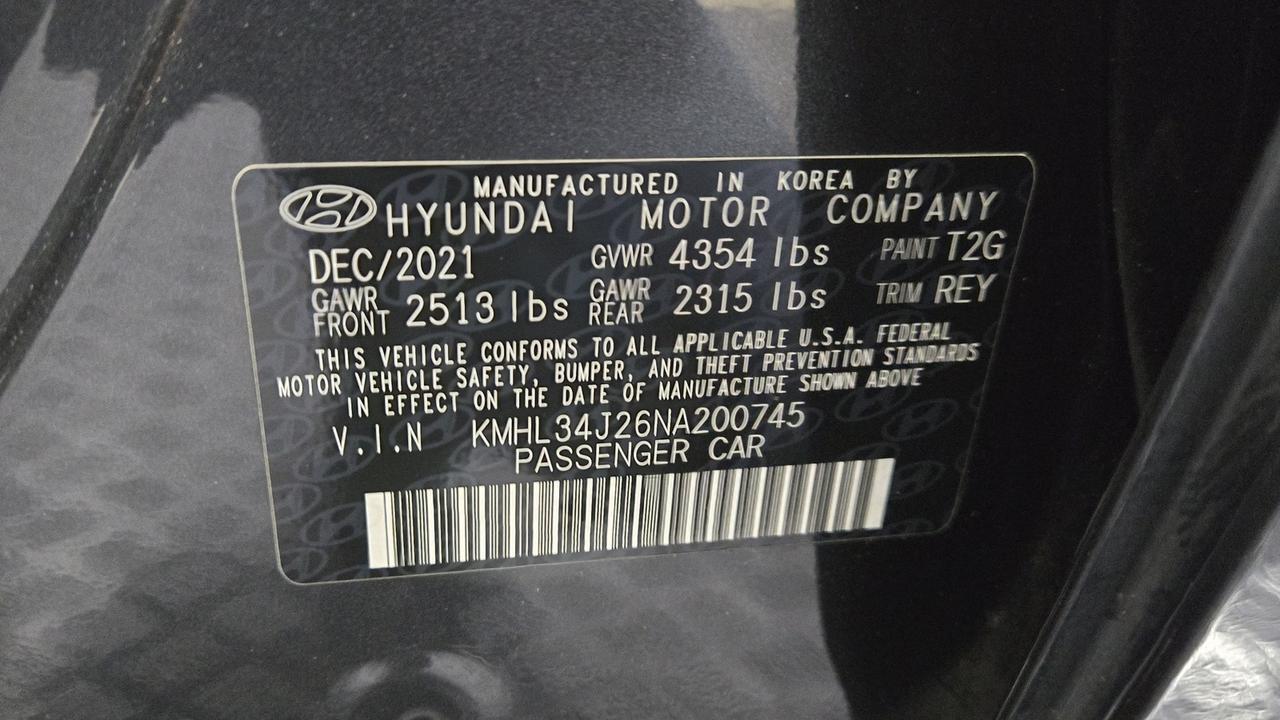 MANUFACTURED IN KOREA BY
HYUNDAI MOTOR COMPANY
DEC/2021 GVWR 4354 lbs PAINT T2G
GAWR FRONT 2513 lbs GAWR REAR 2315 lbs TRIM REY
THIS VEHICLE CONFORMS TO ALL APPLICABLE U.S.A. FEDERAL
MOTOR VEHICLE SAFETY, BUMPER, AND THEFT PREVENTION STANDARDS
IN EFFECT ON THE DATE OF MANUFACTURE SHOWN ABOVE
V.I.N KMHL34J26NA200745
PASSENGER CAR